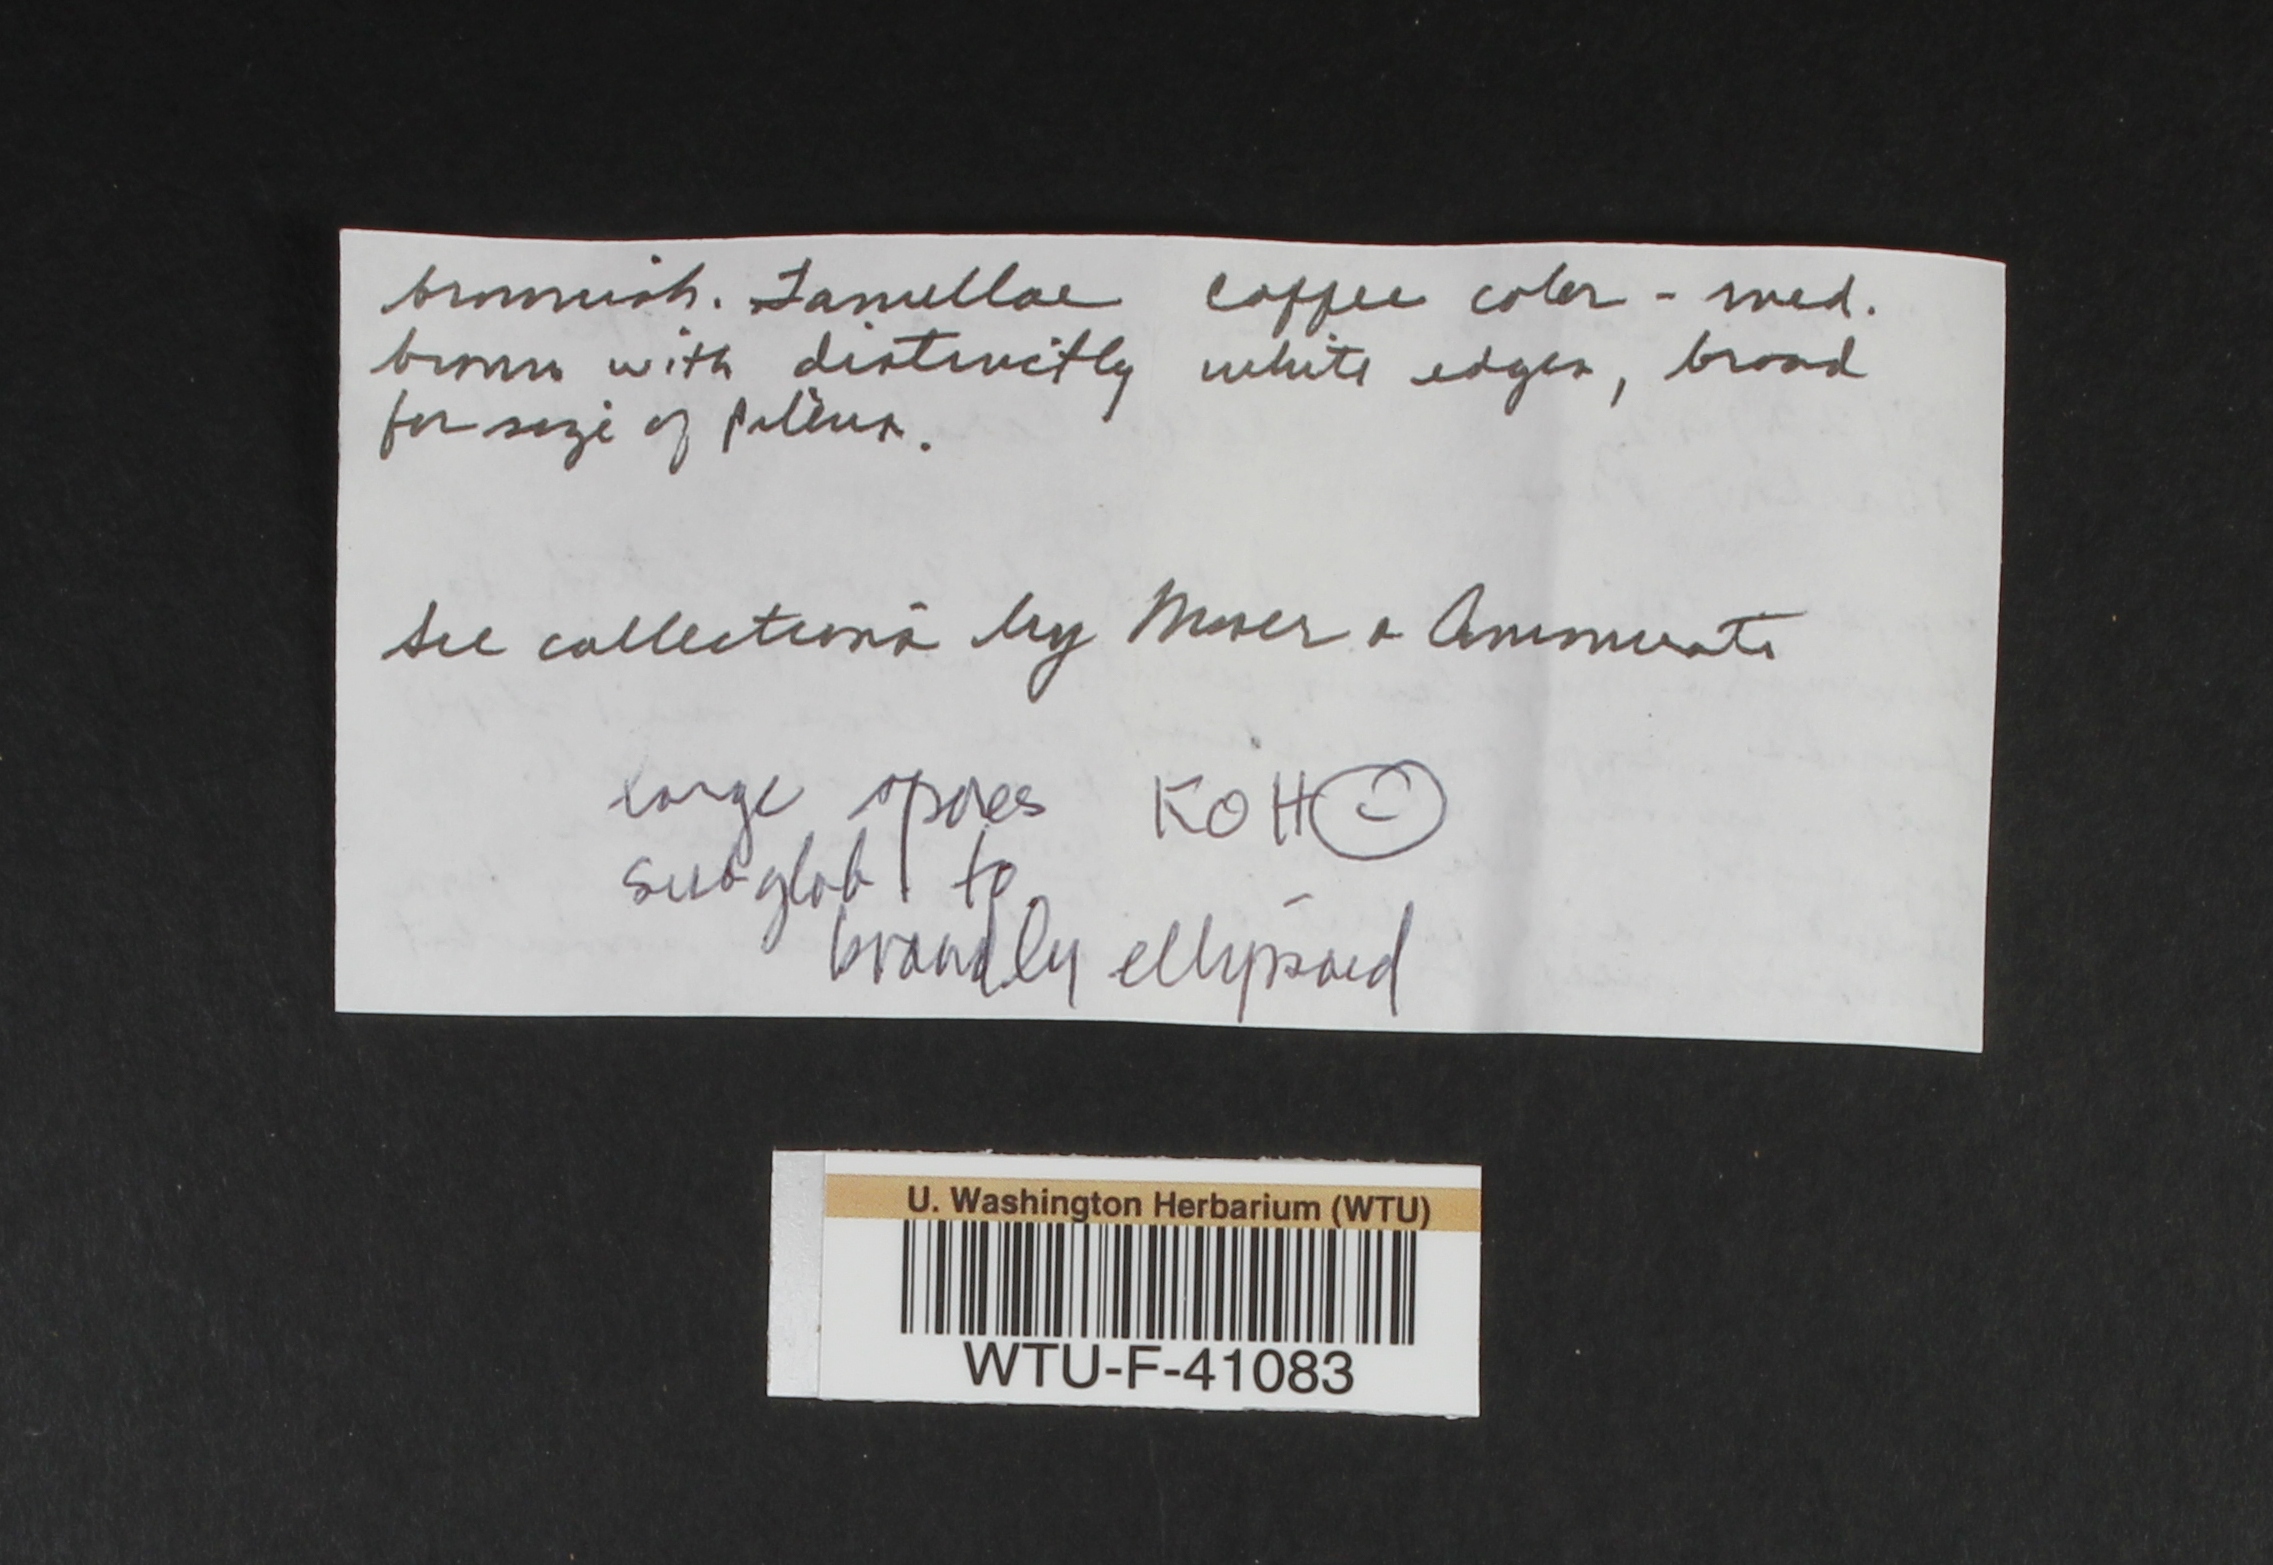 brownish. Lamellae coffee color - med.
brown with distinctly white edges, broad
for size of pileus.
See collections by Moser & Ammirati
large spores KOH
subglob to
broadly ellipsoid
U. Washington Herbarium (WTU)
WTU-F-41083